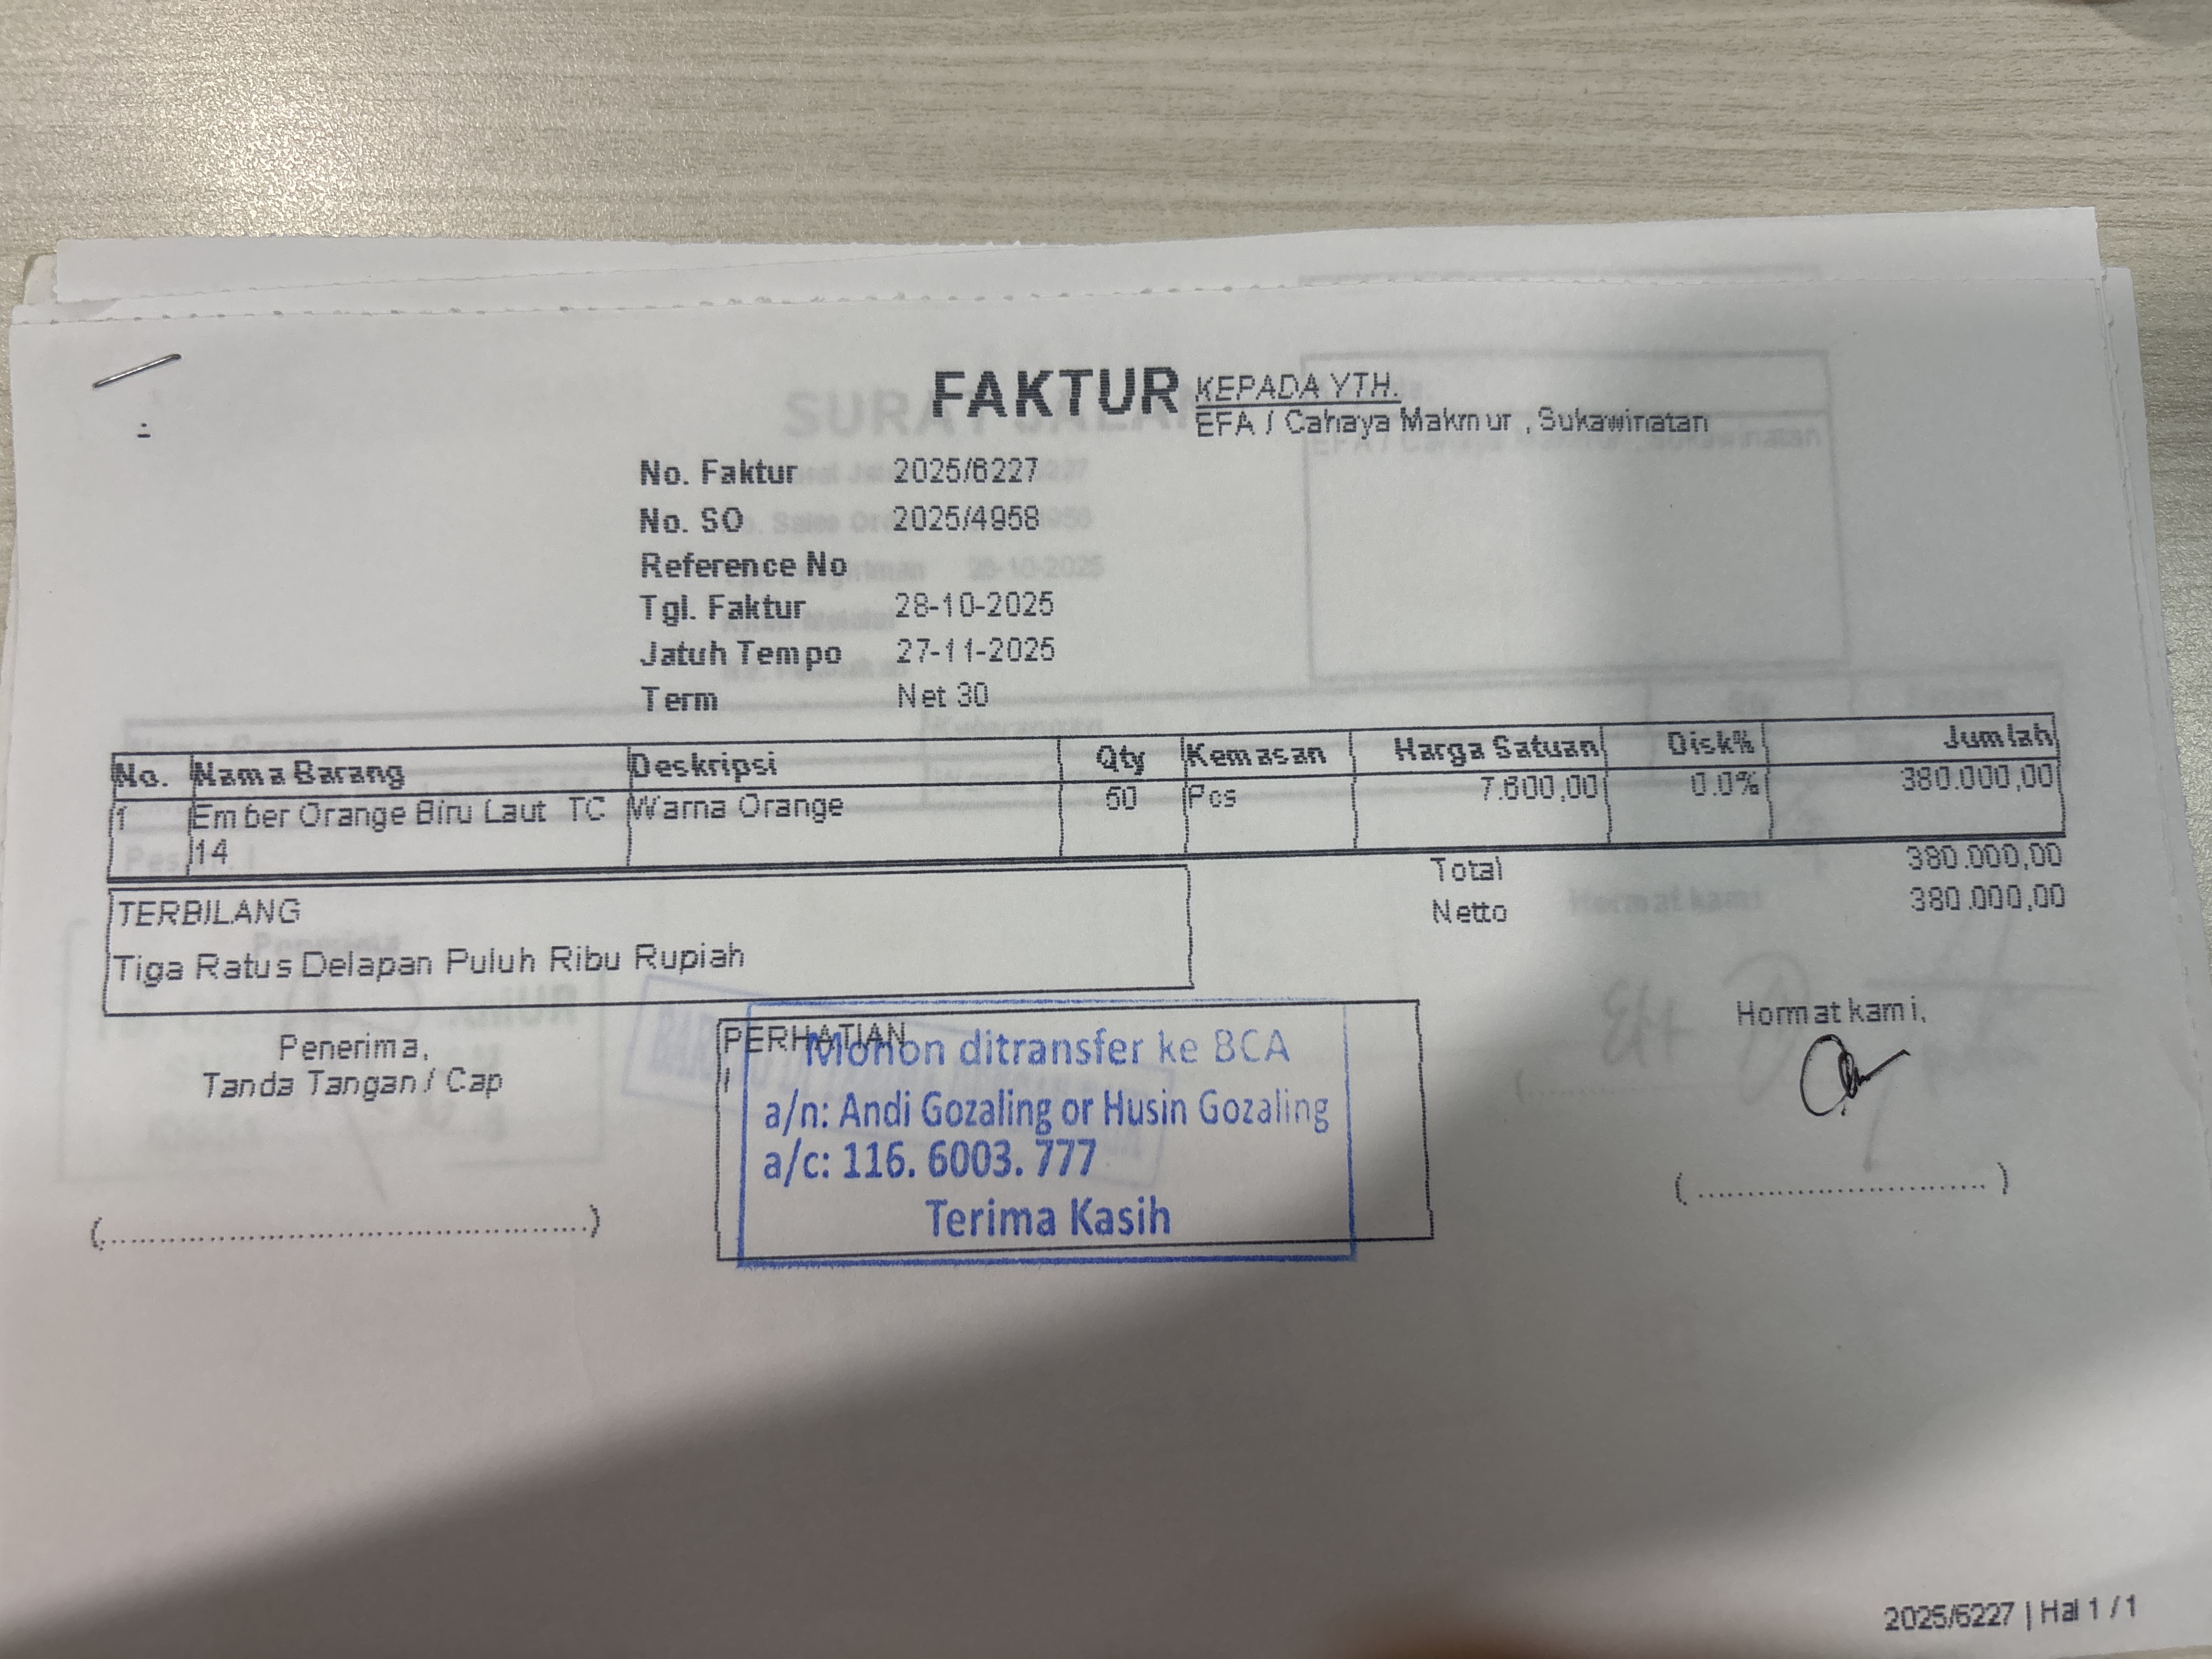 FAKTUR
KEPADA YTH.
EFA / Cahaya Makmur , Sukawinatan
No. Faktur 2025/6227
No. SO 2025/4958
Reference No
Tgl. Faktur 28-10-2025
Jatuh Tempo 27-11-2025
Term Net 30
No. Nama Barang Deskripsi Qty Kemasan Harga Satuan Disk% Jumlah
1 Ember Orange Biru Laut TC Warna Orange 50 Pcs 7.600,00 0.0% 380.000,00
14
Total 380.000,00
Netto 380.000,00
TERBILANG
Tiga Ratus Delapan Puluh Ribu Rupiah
Penerima,
Tanda Tangan / Cap
(................................................)
PERHATIAN
Mohon ditransfer ke BCA
a/n: Andi Gozaling or Husin Gozaling
a/c: 116. 6003. 777
Terima Kasih
Hormat kami,
(..............................)
2025/6227 | Hal 1 / 1